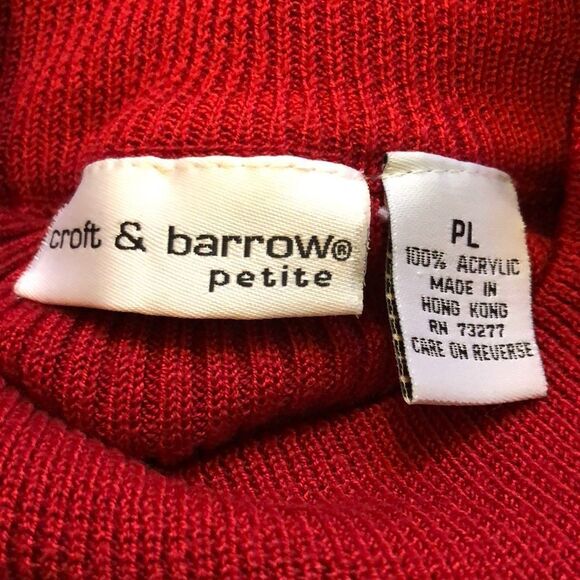 croft & barrow®
petite
PL
100% ACRYLIC
MADE IN
HONG KONG
RN 73277
CARE ON REVERSE